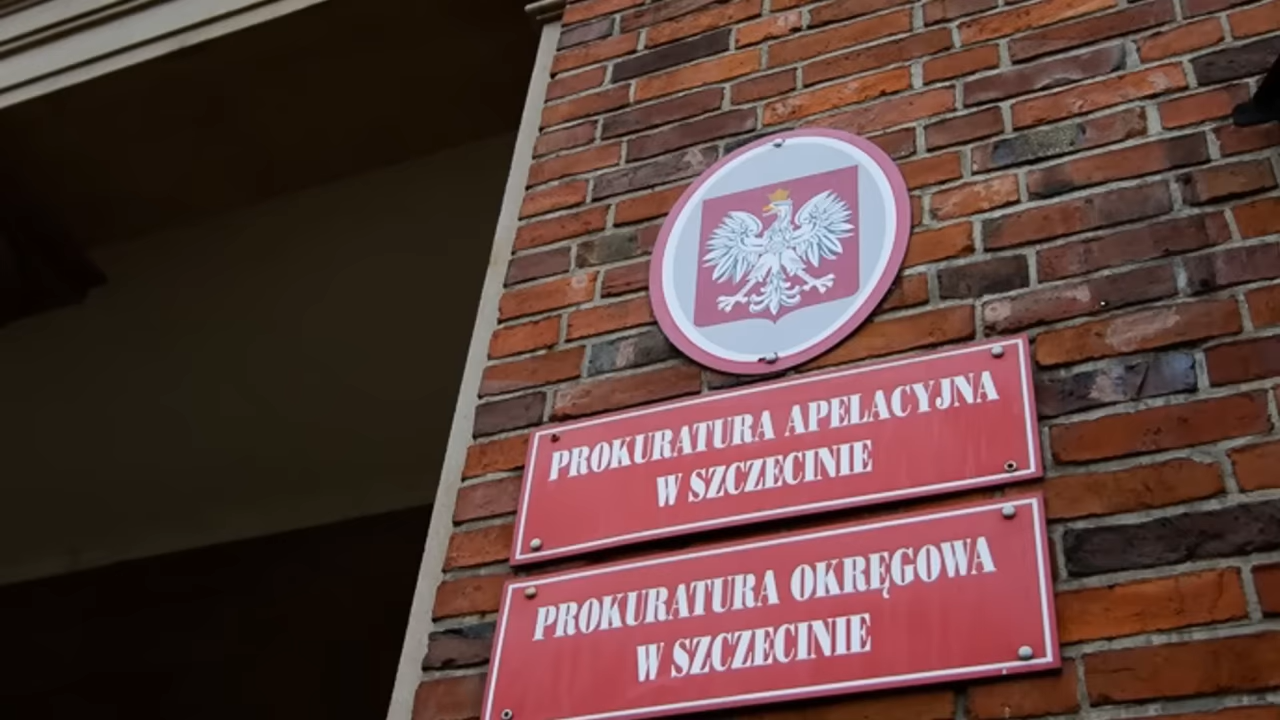 PROKURATURA APELACYJNA
W SZCZECINIE
PROKURATURA OKRĘGOWA
W SZCZECINIE